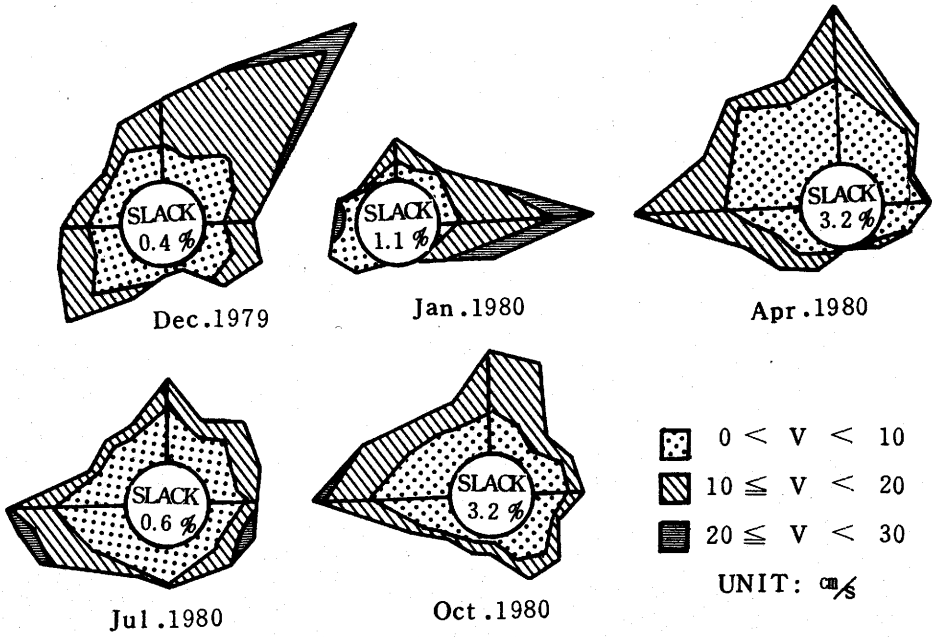 SLACK
0.4 %
Dec.1979
SLACK
1.1 %
Jan.1980
SLACK
3.2 %
Apr.1980
SLACK
0.6 %
Jul.1980
SLACK
3.2 %
Oct.1980
0 < V < 10
10 ≦ V < 20
20 ≦ V < 30
UNIT: cm/s